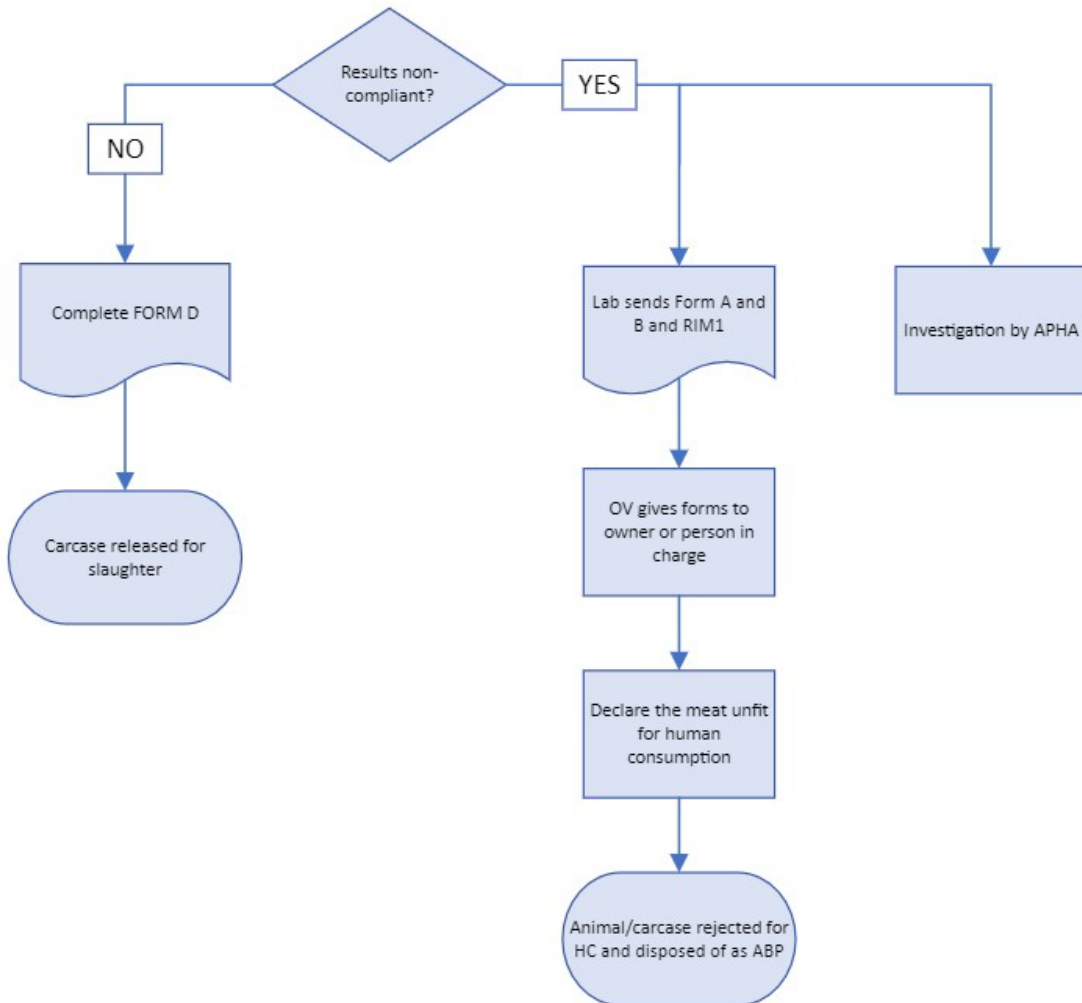 Results non-
compliant?
YES
NO
Complete FORM D
Lab sends Form A and
B and RIM1
Investigation by APHA
Carcase released for
slaughter
OV gives forms to
owner or person in
charge
Declare the meat unfit
for human
consumption
Animal/carcase rejected for
HC and disposed of as ABP